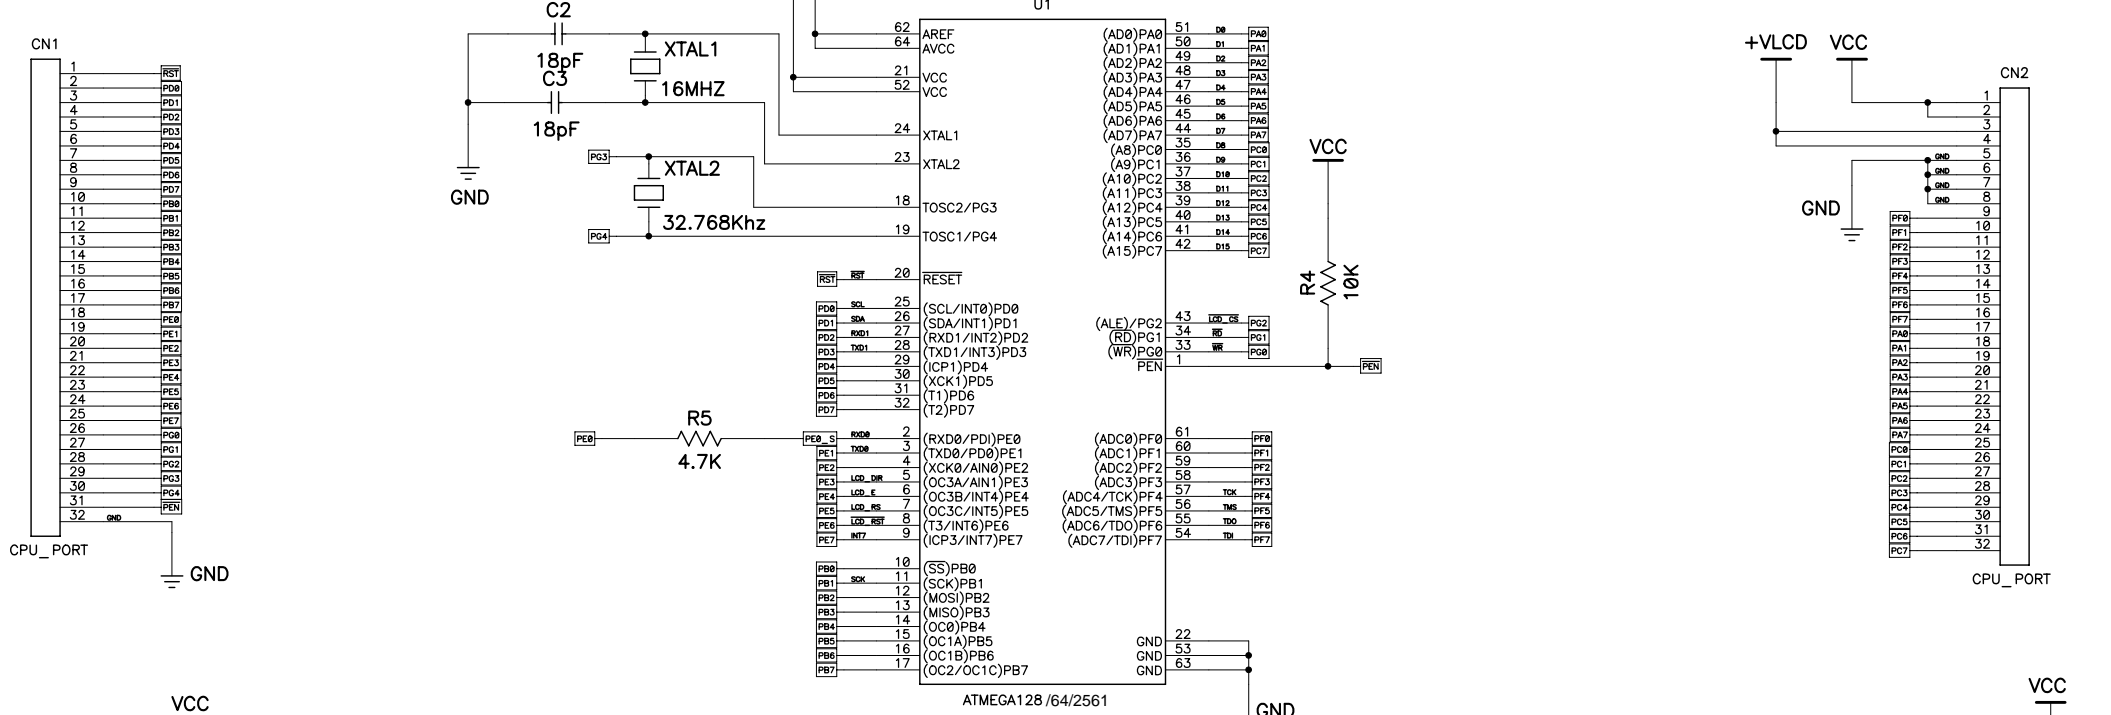 CN1
1 RST
2 PD0
3 PD1
4 PD2
5 PD3
6 PD4
7 PD5
8 PD6
9 PD7
10 PB0
11 PB1
12 PB2
13 PB3
14 PB4
15 PB5
16 PB6
17 PB7
18 PE0
19 PE1
20 PE2
21 PE3
22 PE4
23 PE5
24 PE6
25 PE7
26 PG0
27 PG1
28 PG2
29 PG3
30 PG4
31 PEN
32 GND
CPU_PORT
GND
VCC
C2
18pF
C3
18pF
GND
XTAL1
16MHZ
PG3
XTAL2
32.768Khz
PG4
PE0
R5
4.7K
U1
62 AREF
64 AVCC
21 VCC
52 VCC
24 XTAL1
23 XTAL2
18 TOSC2/PG3
19 TOSC1/PG4
RST RST 20 RESET
PD0 SCL 25 (SCL/INT0)PD0
PD1 SDA 26 (SDA/INT1)PD1
PD2 RXD1 27 (RXD1/INT2)PD2
PD3 TXD1 28 (TXD1/INT3)PD3
PD4 29 (ICP1)PD4
PD5 30 (XCK1)PD5
PD6 31 (T1)PD6
PD7 32 (T2)PD7
PE0_S RXD0 2 (RXD0/PDI)PE0
PE1 TXD0 3 (TXD0/PD0)PE1
PE2 4 (XCK0/AIN0)PE2
PE3 LCD_DIR 5 (OC3A/AIN1)PE3
PE4 LCD_E 6 (OC3B/INT4)PE4
PE5 LCD_RS 7 (OC3C/INT5)PE5
PE6 LCD_RST 8 (T3/INT6)PE6
PE7 INT7 9 (ICP3/INT7)PE7
PB0 10 (SS)PB0
PB1 SCK 11 (SCK)PB1
PB2 12 (MOSI)PB2
PB3 13 (MISO)PB3
PB4 14 (OC0)PB4
PB5 15 (OC1A)PB5
PB6 16 (OC1B)PB6
PB7 17 (OC2/OC1C)PB7
(AD0)PA0 51 D0 PA0
(AD1)PA1 50 D1 PA1
(AD2)PA2 49 D2 PA2
(AD3)PA3 48 D3 PA3
(AD4)PA4 47 D4 PA4
(AD5)PA5 46 D5 PA5
(AD6)PA6 45 D6 PA6
(AD7)PA7 44 D7 PA7
(A8)PC0 35 D8 PC0
(A9)PC1 36 D9 PC1
(A10)PC2 37 D10 PC2
(A11)PC3 38 D11 PC3
(A12)PC4 39 D12 PC4
(A13)PC5 40 D13 PC5
(A14)PC6 41 D14 PC6
(A15)PC7 42 D15 PC7
(ALE)/PG2 43 LCD_CS PG2
(RD)PG1 34 RD PG1
(WR)PG0 33 WR PG0
PEN 1 PEN
(ADC0)PF0 61 PF0
(ADC1)PF1 60 PF1
(ADC2)PF2 59 PF2
(ADC3)PF3 58 PF3
(ADC4/TCK)PF4 57 TCK PF4
(ADC5/TMS)PF5 56 TMS PF5
(ADC6/TDO)PF6 55 TDO PF6
(ADC7/TDI)PF7 54 TDI PF7
GND 22
GND 53
GND 63
ATMEGA128 /64/2561
GND
VCC
R4
10K
+VLCD
VCC
GND
CN2
1
2
3
4
GND 5
GND 6
GND 7
GND 8
PF0 9
PF1 10
PF2 11
PF3 12
PF4 13
PF5 14
PF6 15
PF7 16
PA0 17
PA1 18
PA2 19
PA3 20
PA4 21
PA5 22
PA6 23
PA7 24
PC0 25
PC1 26
PC2 27
PC3 28
PC4 29
PC5 30
PC6 31
PC7 32
CPU_PORT
VCC